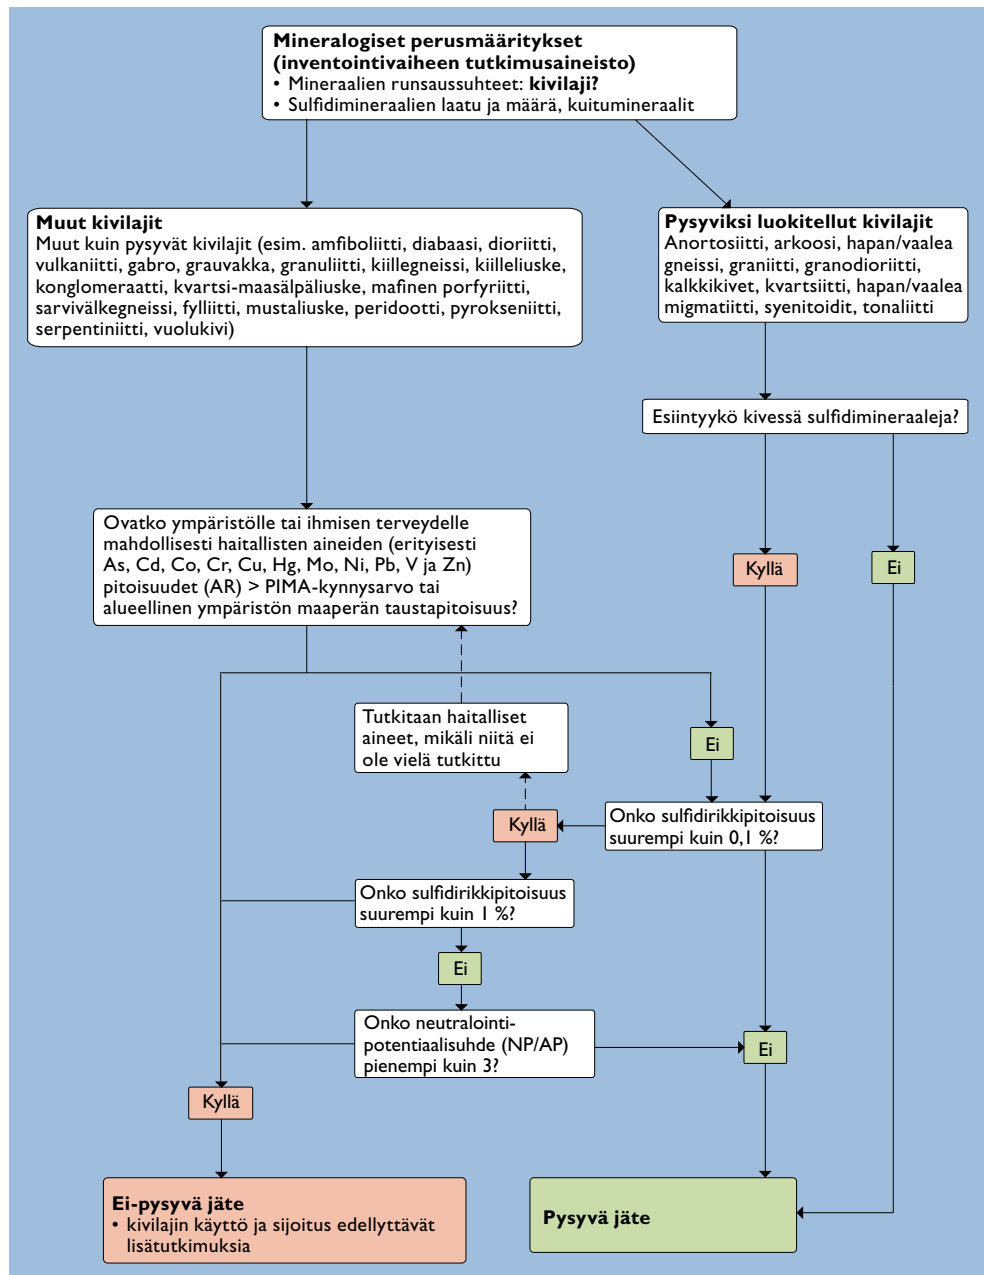 Mineralogiset perusmääritykset
(inventointivaiheen tutkimusaineisto)
• Mineraalien runsaussuhteet: kivilaji?
• Sulfidimineraalien laatu ja määrä, kuitumineraalit
Muut kivilajit
Muut kuin pysyvät kivilajit (esim. amfiboliitti, diabaasi, dioriitti,
vulkaniitti, gabro, grauvakka, granuliitti, kiillegneissi, kiilleliuske,
konglomeraatti, kvartsi-maasälpäliuske, mafinen porfyriitti,
sarvivälkegneissi, fylliitti, mustaliuske, peridootti, pyrokseniitti,
serpentiniitti, vuolukivi)
Pysyviksi luokitellut kivilajit
Anortosiitti, arkoosi, hapan/vaalea
gneissi, graniitti, granodioriitti,
kalkkikivet, kvartsiitti, hapan/vaalea
migmatiitti, syenitoidit, tonaliitti
Esiintyykö kivessä sulfidimineraaleja?
Ovatko ympäristölle tai ihmisen terveydelle
mahdollisesti haitallisten aineiden (erityisesti
As, Cd, Co, Cr, Cu, Hg, Mo, Ni, Pb, V ja Zn)
pitoisuudet (AR) > PIMA-kynnysarvo tai
alueellinen ympäristön maaperän taustapitoisuus?
Kyllä
Ei
Tutkitaan haitalliset
aineet, mikäli niitä ei
ole vielä tutkittu
Ei
Kyllä
Onko sulfidirikkipitoisuus
suurempi kuin 0,1 %?
Onko sulfidirikkipitoisuus
suurempi kuin 1 %?
Ei
Onko neutralointi-
potentiaalisuhde (NP/AP)
pienempi kuin 3?
Ei
Kyllä
Ei-pysyvä jäte
• kivilajin käyttö ja sijoitus edellyttävät
lisätutkimuksia
Pysyvä jäte